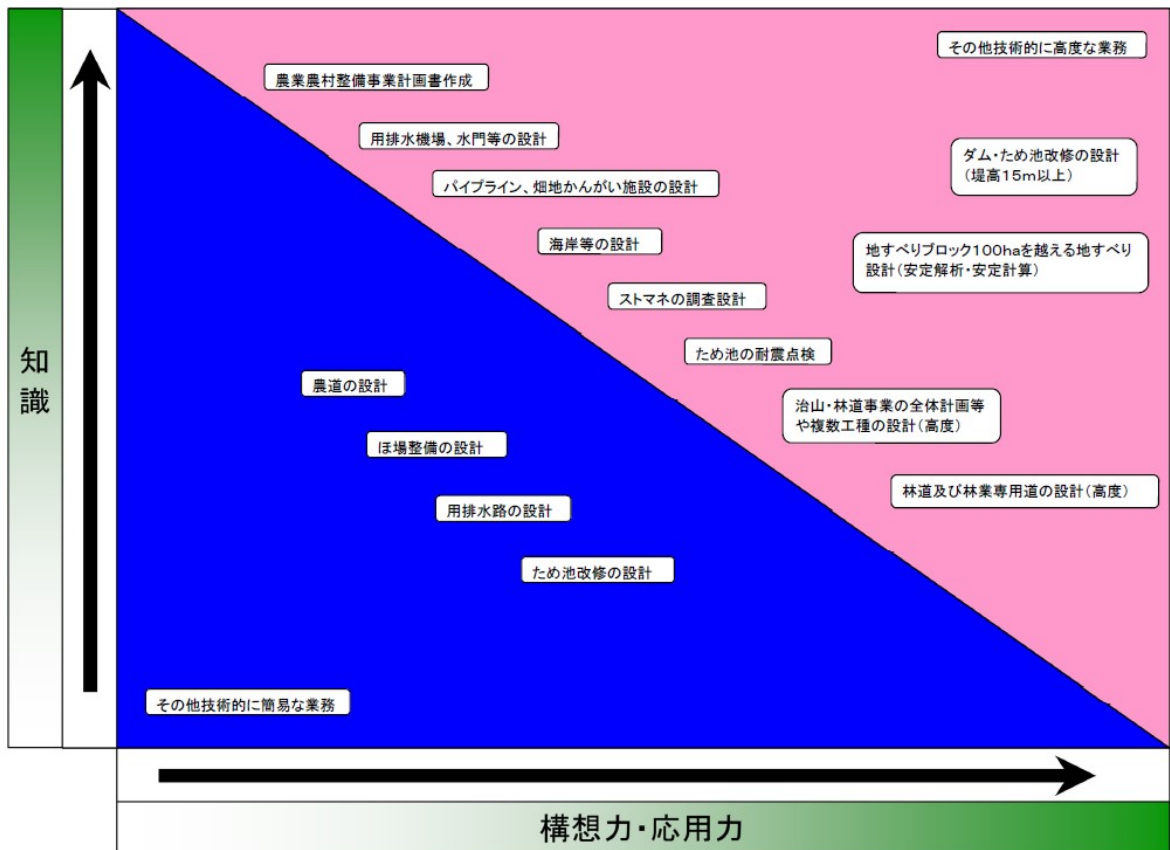 その他技術的に高度な業務
農業農村整備事業計画書作成
用排水機場、水門等の設計
ダム・ため池改修の設計
(堤高15m以上)
パイプライン、畑地かんがい施設の設計
海岸等の設計
地すべりブロック100haを越える地すべり
設計(安定解析・安定計算)
ストマネの調査設計
ため池の耐震点検
知識
農道の設計
治山・林道事業の全体計画等
や複数工種の設計(高度)
ほ場整備の設計
林道及び林業専用道の設計(高度)
用排水路の設計
ため池改修の設計
その他技術的に簡易な業務
構想力・応用力